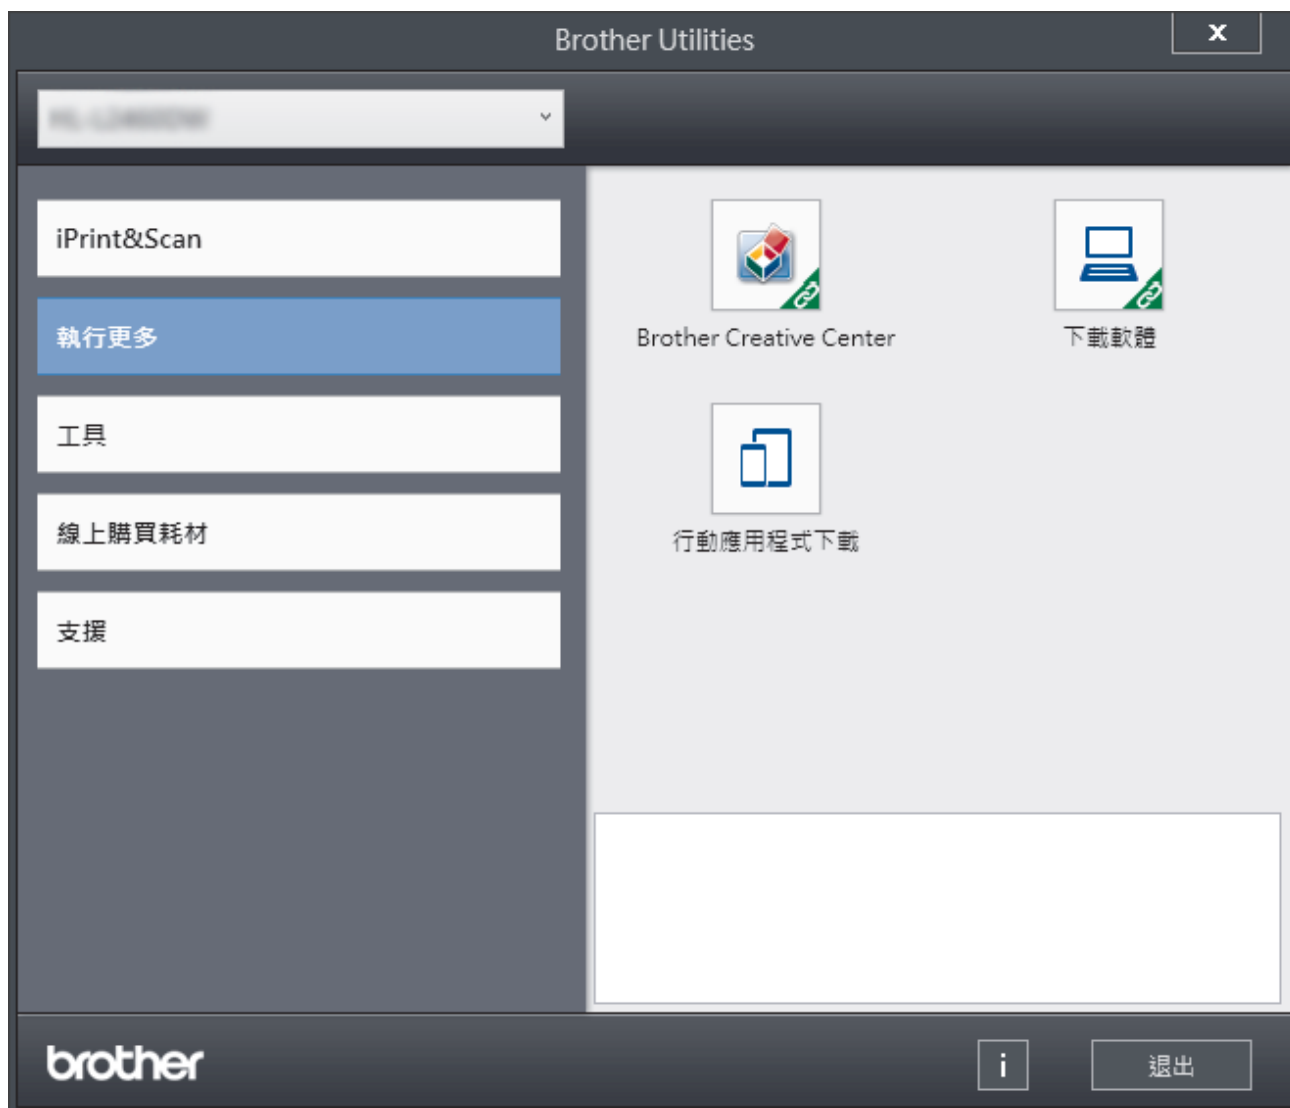 Brother Utilities
x
iPrint&Scan
執行更多
工具
線上購買耗材
支援
Brother Creative Center
下載軟體
行動應用程式下載
brother
i
退出